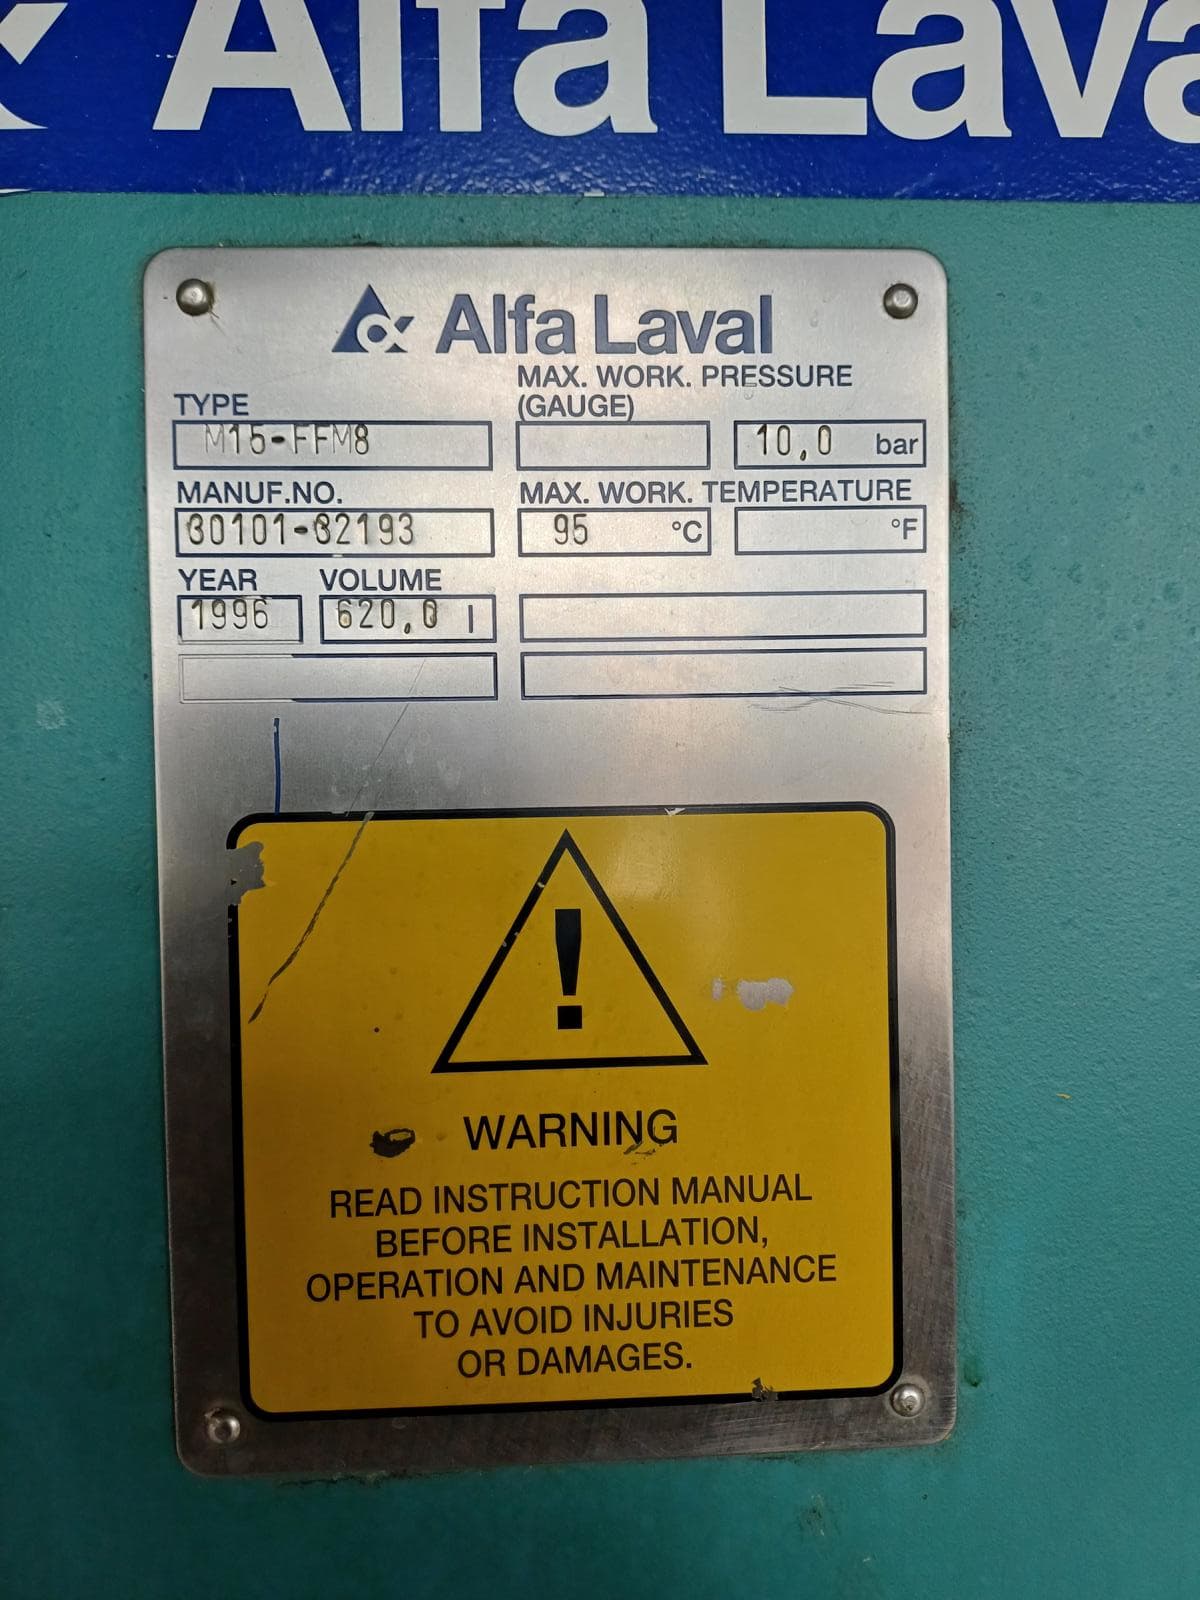 Alfa Lava
Alfa Laval
MAX. WORK. PRESSURE
TYPE (GAUGE)
M15-FFM8 10,0 bar
MANUF.NO. MAX. WORK. TEMPERATURE
30101-32193 95 °C °F
YEAR VOLUME
1996 620,0 l
!
WARNING
READ INSTRUCTION MANUAL
BEFORE INSTALLATION,
OPERATION AND MAINTENANCE
TO AVOID INJURIES
OR DAMAGES.